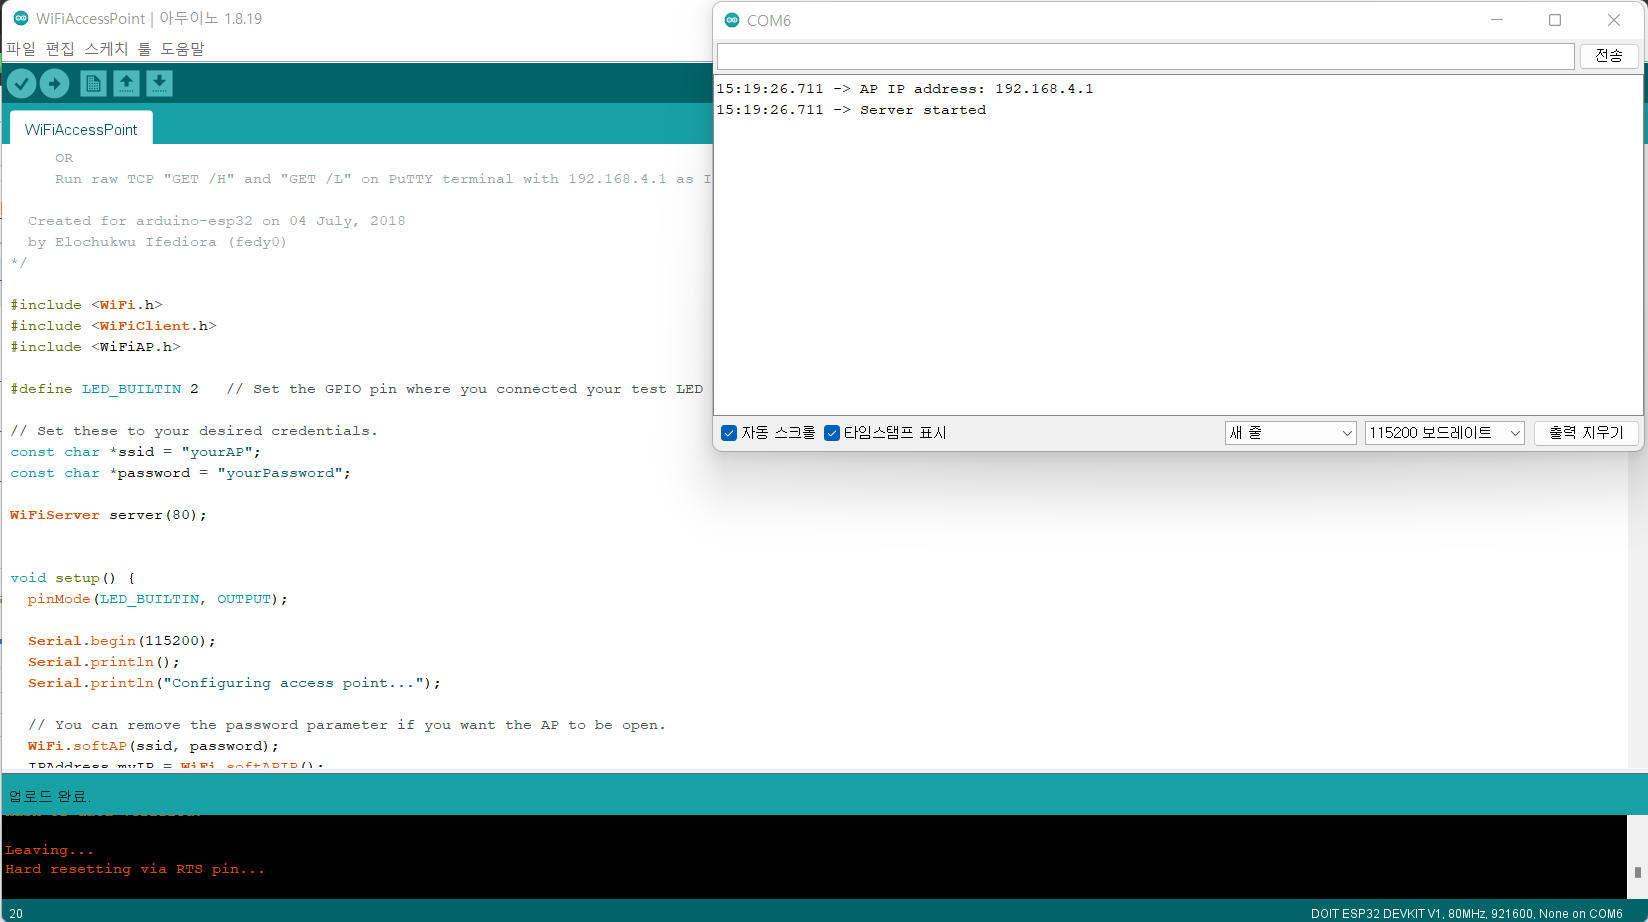 WiFiAccessPoint | 아두이노 1.8.19
파일 편집 스케치 툴 도움말
WiFiAccessPoint
OR
Run raw TCP "GET /H" and "GET /L" on PuTTY terminal with 192.168.4.1 as
Created for arduino-esp32 on 04 July, 2018
by Elochukwu Ifediora (fedy0)
*/
#include <WiFi.h>
#include <WiFiClient.h>
#include <WiFiAP.h>
#define LED_BUILTIN 2   // Set the GPIO pin where you connected your test LED
// Set these to your desired credentials.
const char *ssid = "yourAP";
const char *password = "yourPassword";
WiFiServer server(80);
void setup() {
pinMode(LED_BUILTIN, OUTPUT);
Serial.begin(115200);
Serial.println();
Serial.println("Configuring access point...");
// You can remove the password parameter if you want the AP to be open.
WiFi.softAP(ssid, password);
IPAddress myIP = WiFi.softAPIP();
업로드 완료.
Leaving...
Hard resetting via RTS pin...
20
DOIT ESP32 DEVKIT V1, 80MHz, 921600, None on COM6
COM6
전송
15:19:26.711 -> AP IP address: 192.168.4.1
15:19:26.711 -> Server started
자동 스크롤 타임스탬프 표시 새 줄 115200 보드레이트 출력 지우기